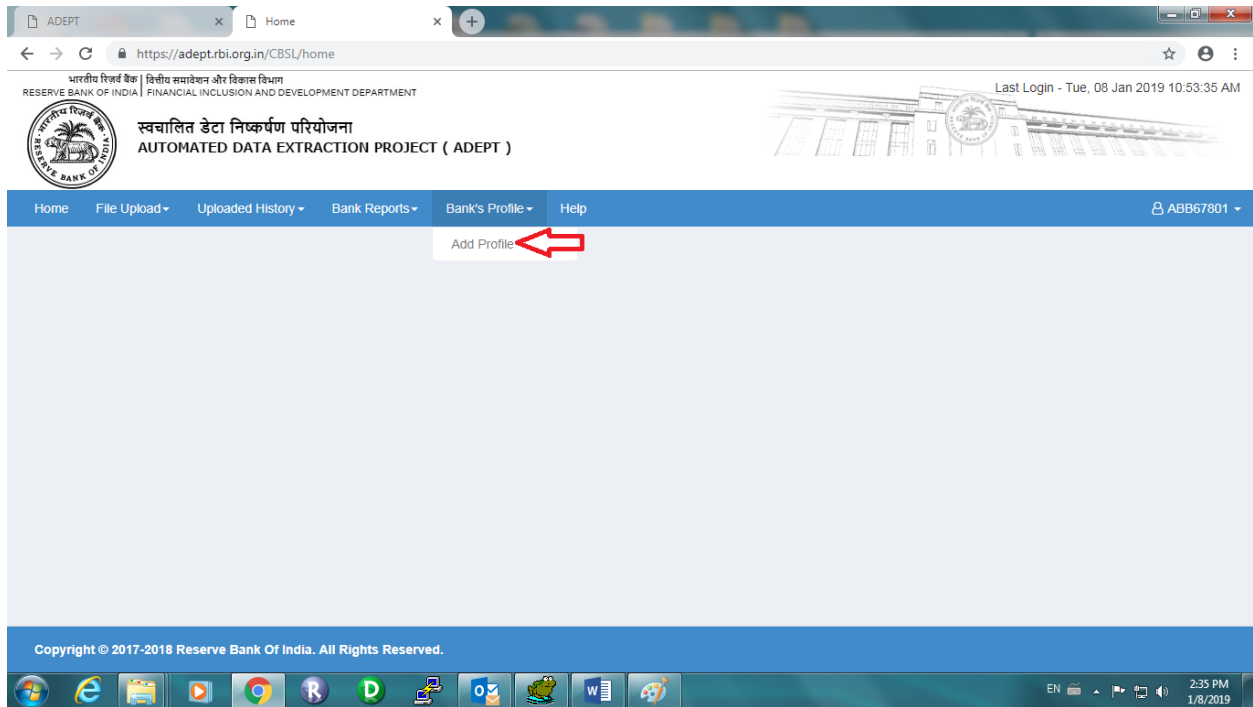 ADEPT
Home
https://adept.rbi.org.in/CBSL/home
भारतीय रिज़र्व बैंक | वित्तीय समावेशन और विकास विभाग
RESERVE BANK OF INDIA | FINANCIAL INCLUSION AND DEVELOPMENT DEPARTMENT
Last Login - Tue, 08 Jan 2019 10:53:35 AM
स्वचालित डेटा निष्कर्षण परियोजना
AUTOMATED DATA EXTRACTION PROJECT ( ADEPT )
Home File Upload Uploaded History Bank Reports Bank's Profile Help ABB67801
Add Profile
Copyright © 2017-2018 Reserve Bank Of India. All Rights Reserved.
EN 2:35 PM
1/8/2019